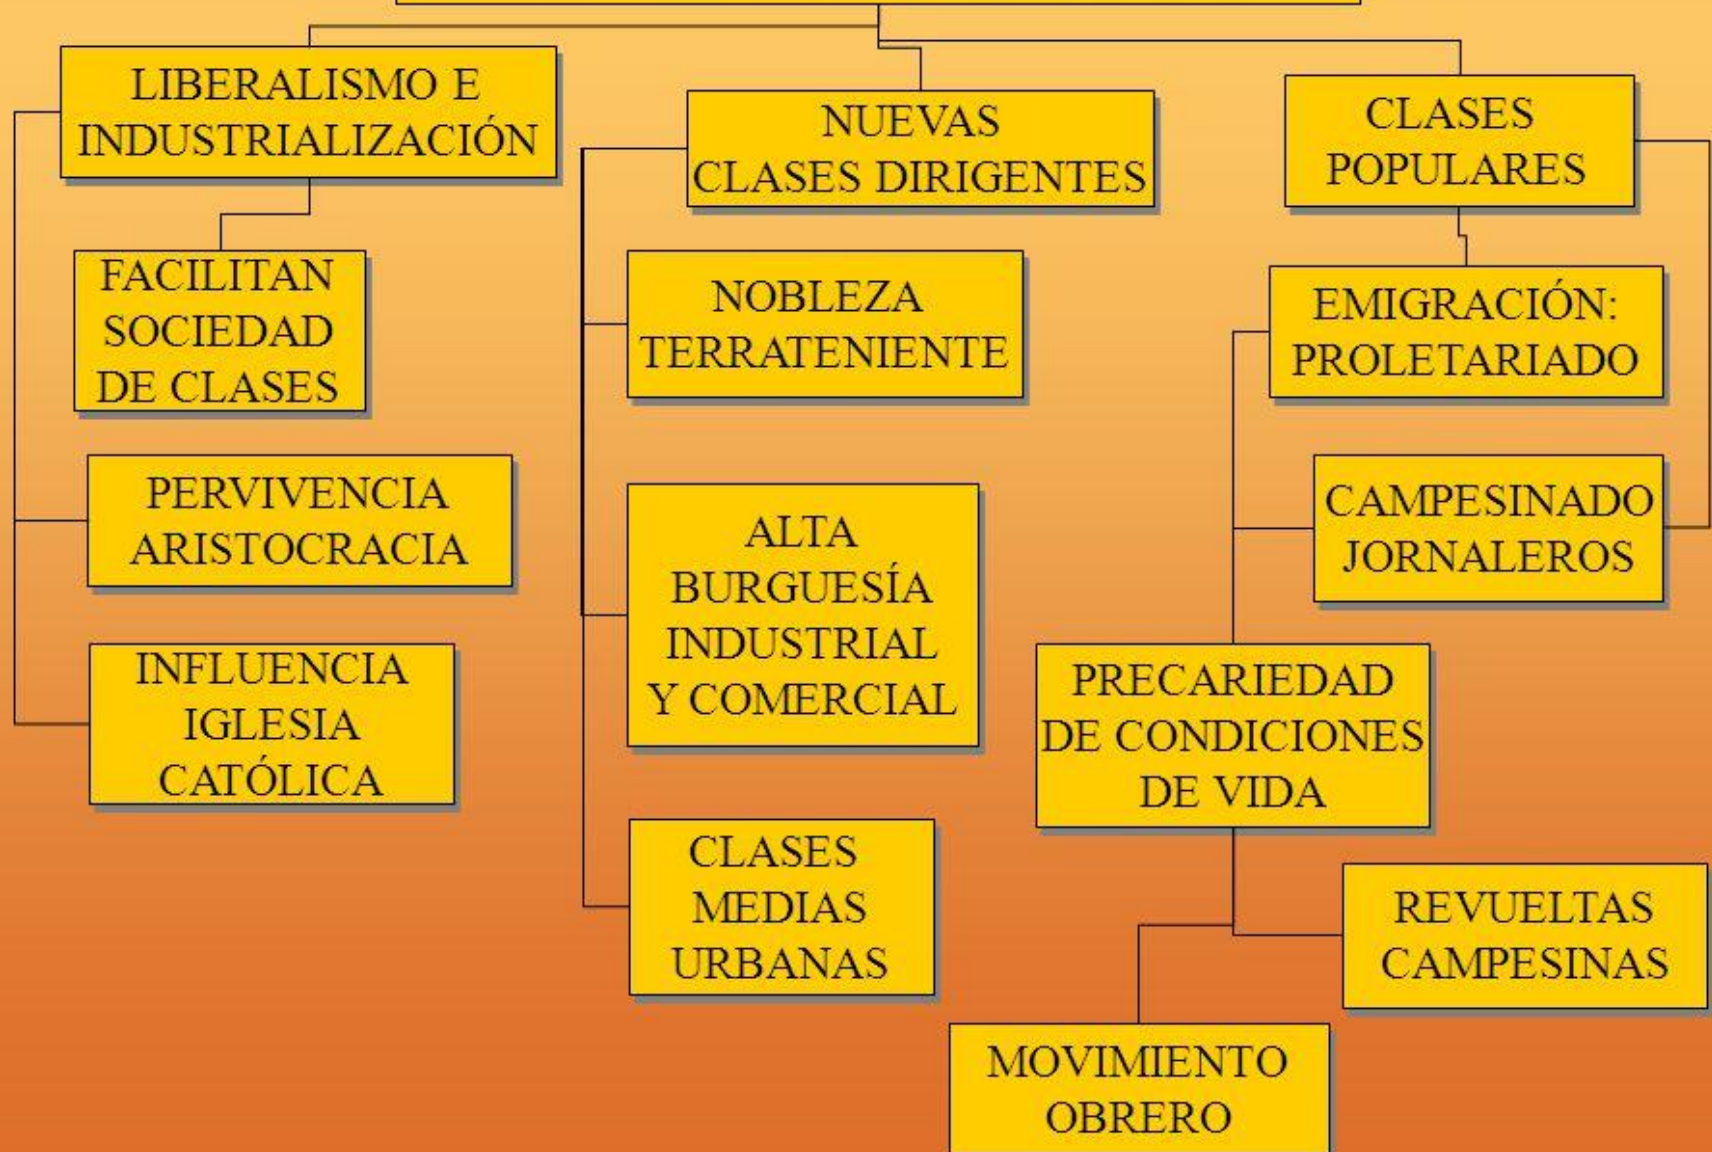 LIBERALISMO E
INDUSTRIALIZACIÓN
FACILITAN
SOCIEDAD
DE CLASES
PERVIVENCIA
ARISTOCRACIA
INFLUENCIA
IGLESIA
CATÓLICA
NUEVAS
CLASES DIRIGENTES
NOBLEZA
TERRATENIENTE
ALTA
BURGUESÍA
INDUSTRIAL
Y COMERCIAL
CLASES
MEDIAS
URBANAS
CLASES
POPULARES
EMIGRACIÓN:
PROLETARIADO
CAMPESINADO
JORNALEROS
PRECARIEDAD
DE CONDICIONES
DE VIDA
REVUELTAS
CAMPESINAS
MOVIMIENTO
OBRERO